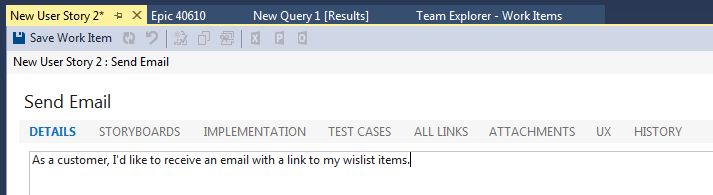 New User Story 2* Epic 40610 New Query 1 [Results] Team Explorer - Work Items
Save Work Item
New User Story 2 : Send Email
Send Email
DETAILS STORYBOARDS IMPLEMENTATION TEST CASES ALL LINKS ATTACHMENTS UX HISTORY
As a customer, I'd like to receive an email with a link to my wislist items.